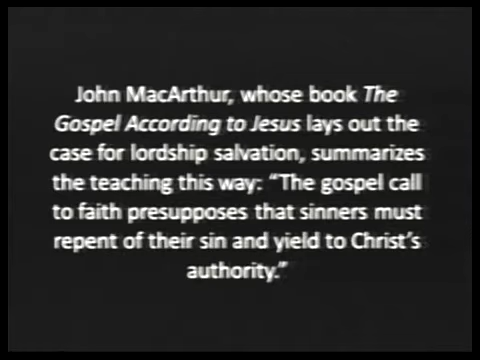 John MacArthur, whose book The
Gospel According to Jesus lays out the
case for lordship salvation, summarizes
the teaching this way: “The gospel call
to faith presupposes that sinners must
repent of their sin and yield to Christ’s
authority.”